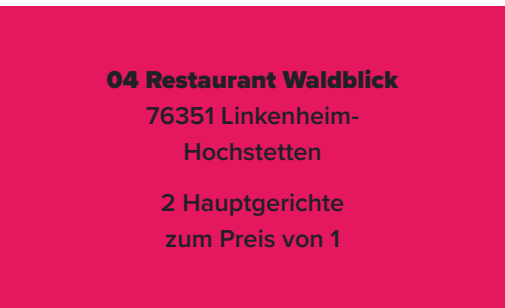 04 Restaurant Waldblick
76351 Linkenheim-
Hochstetten
2 Hauptgerichte
zum Preis von 1